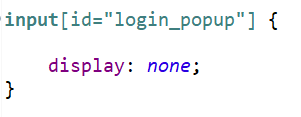 input[id="login_popup"] {
display: none;
}